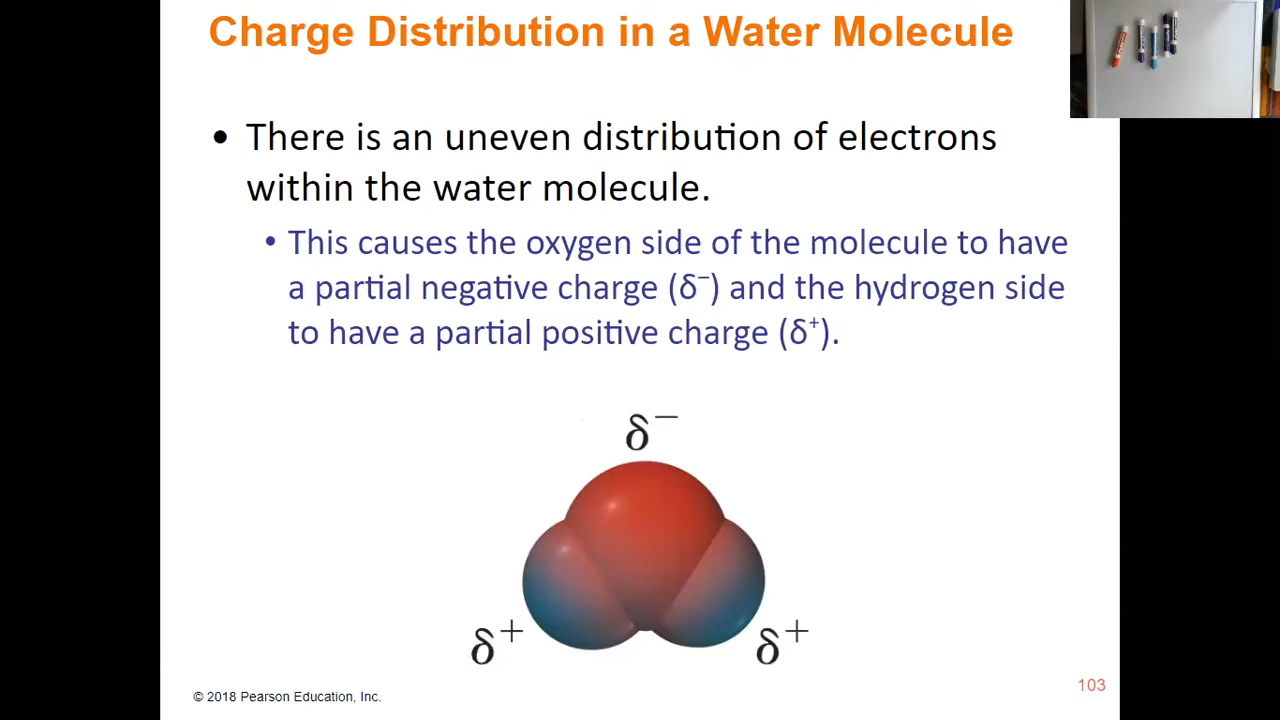 Charge Distribution in a Water Molecule
• There is an uneven distribution of electrons
within the water molecule.
• This causes the oxygen side of the molecule to have
a partial negative charge (δ⁻) and the hydrogen side
to have a partial positive charge (δ⁺).
δ⁻
δ⁺ δ⁺
103
© 2018 Pearson Education, Inc.